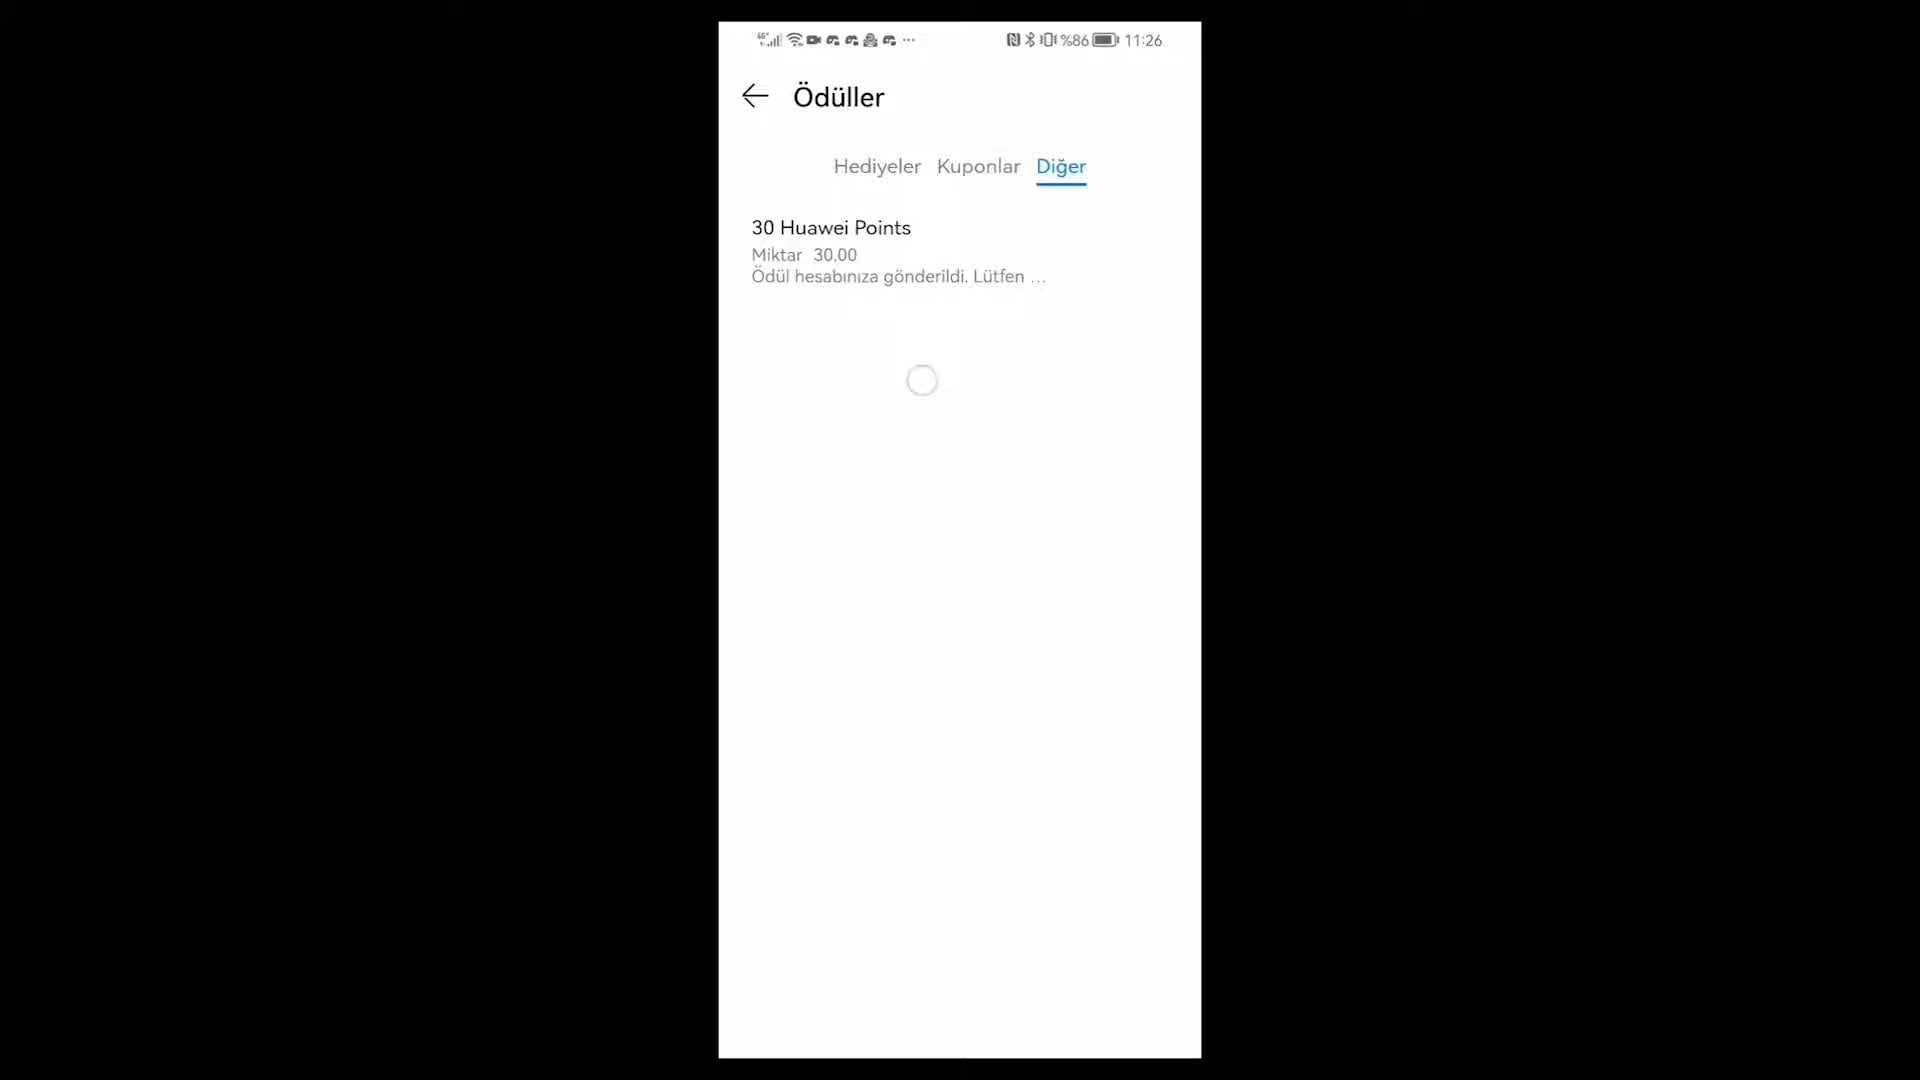 %86 11:26
Ödüller
Hediyeler Kuponlar Diğer
30 Huawei Points
Miktar 30.00
Ödül hesabınıza gönderildi. Lütfen ...